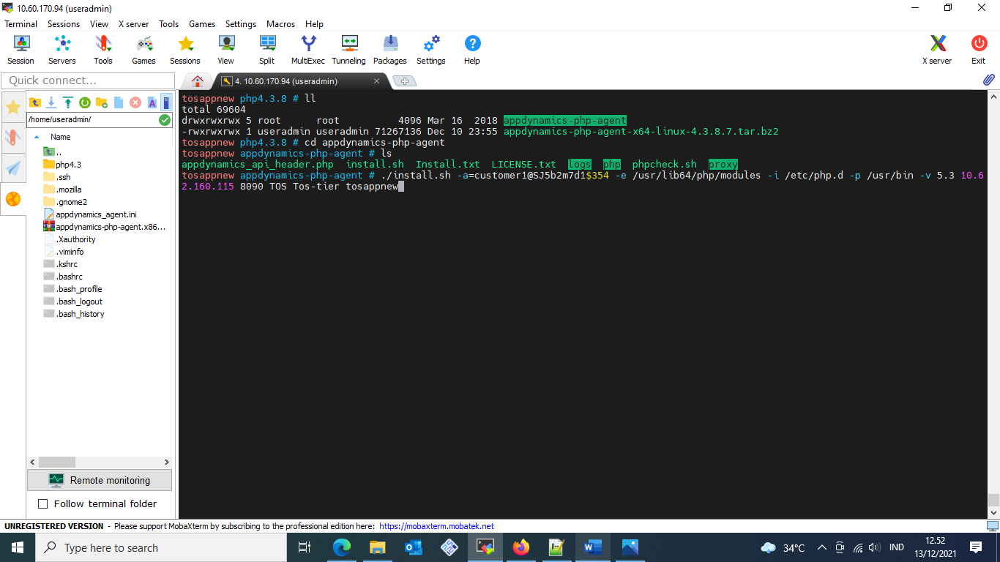 10.60.170.94 (useradmin)
Terminal Sessions View X server Tools Games Settings Macros Help
Session Servers Tools Games Sessions View Split MultiExec Tunneling Packages Settings Help X server Exit
Quick connect...
4. 10.60.170.94 (useradmin)
/home/useradmin/
Name
..
php4.3
.ssh
.mozilla
.gnome2
appdynamics_agent.ini
appdynamics-php-agent.x86...
.Xauthority
.viminfo
.kshrc
.bashrc
.bash_profile
.bash_logout
.bash_history
Remote monitoring
Follow terminal folder
tosappnew php4.3.8 # ll
total 69604
drwxrwxrwx 5 root      root          4096 Mar 16  2018 appdynamics-php-agent
-rwxrwxrwx 1 useradmin useradmin 71267136 Dec 10 23:55 appdynamics-php-agent-x64-linux-4.3.8.7.tar.bz2
tosappnew php4.3.8 # cd appdynamics-php-agent
tosappnew appdynamics-php-agent # ls
appdynamics_api_header.php  install.sh  Install.txt  LICENSE.txt  logs  php  phpcheck.sh  proxy
tosappnew appdynamics-php-agent # ./install.sh -a=customer1@SJ5b2m7d1$354 -e /usr/lib64/php/modules -i /etc/php.d -p /usr/bin -v 5.3 10.6
2.160.115 8090 TOS Tos-tier tosappnew
UNREGISTERED VERSION - Please support MobaXterm by subscribing to the professional edition here: https://mobaxterm.mobatek.net
Type here to search
34°C
IND
12.52
13/12/2021